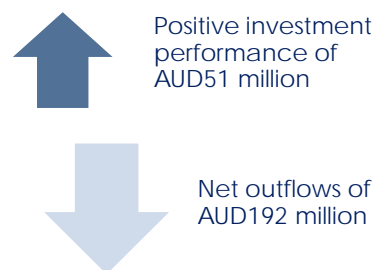 Positive investment
performance of
AUD51 million
Net outflows of
AUD192 million